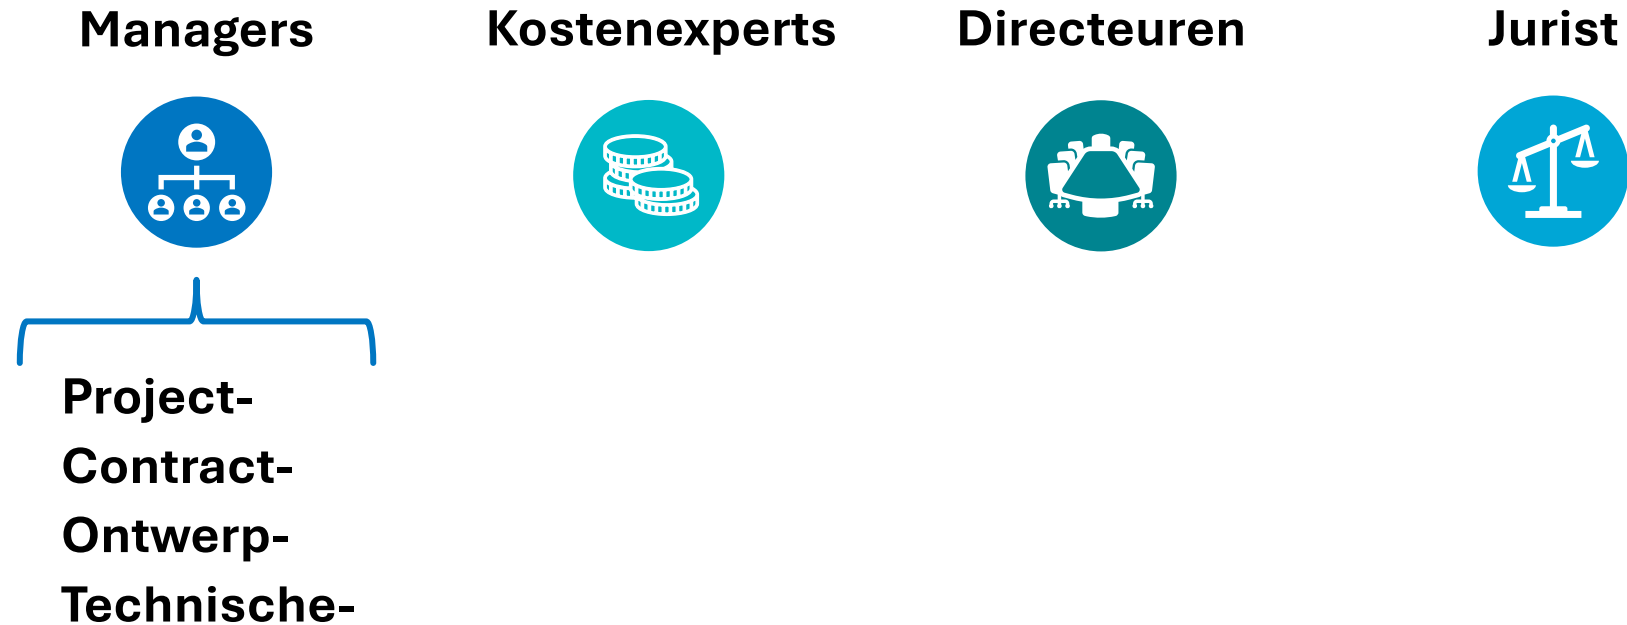 Managers
Kostenexperts
Directeuren
Jurist
Project-
Contract-
Ontwerp-
Technische-